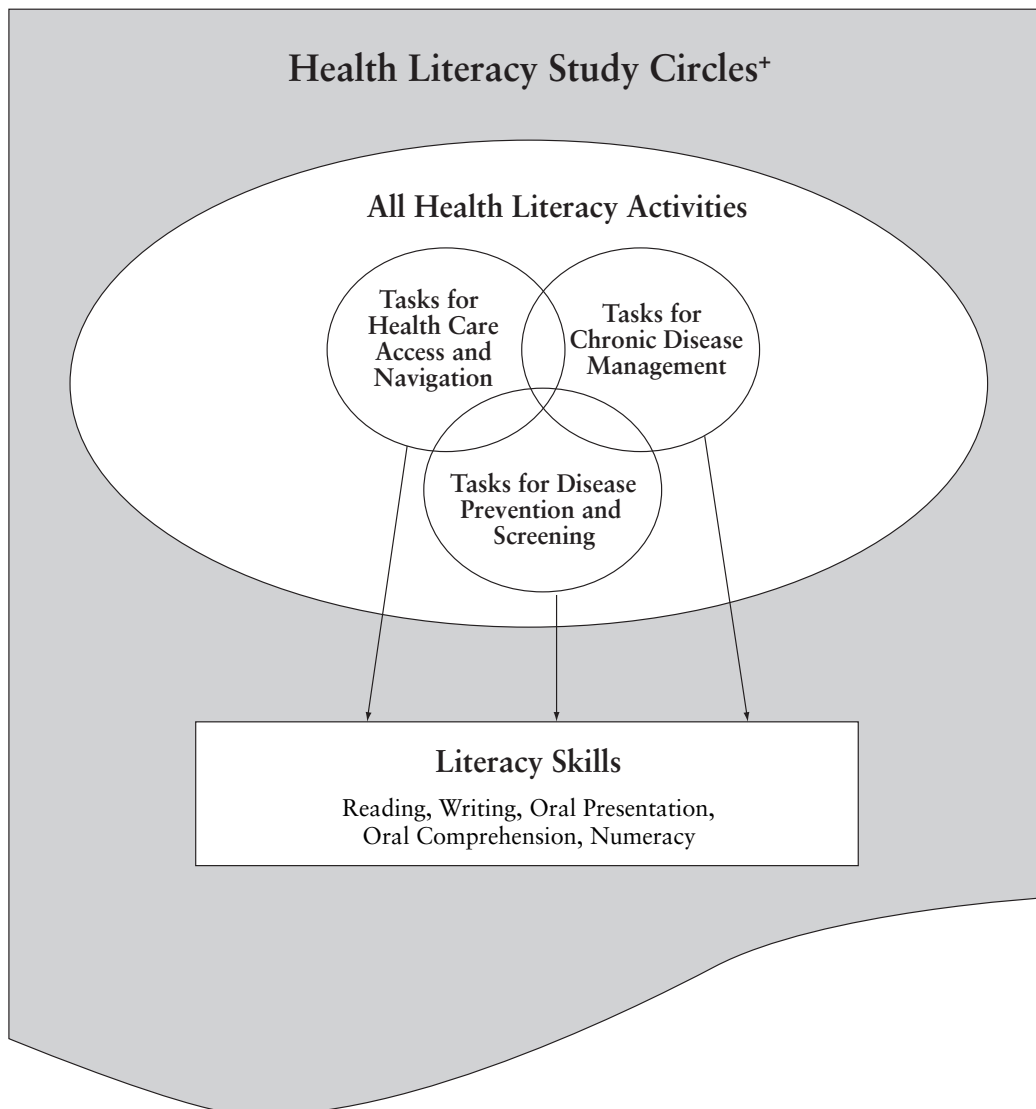 Health Literacy Study Circles+
All Health Literacy Activities
Tasks for
Health Care
Access and
Navigation
Tasks for
Chronic Disease
Management
Tasks for Disease
Prevention and
Screening
Literacy Skills
Reading, Writing, Oral Presentation,
Oral Comprehension, Numeracy